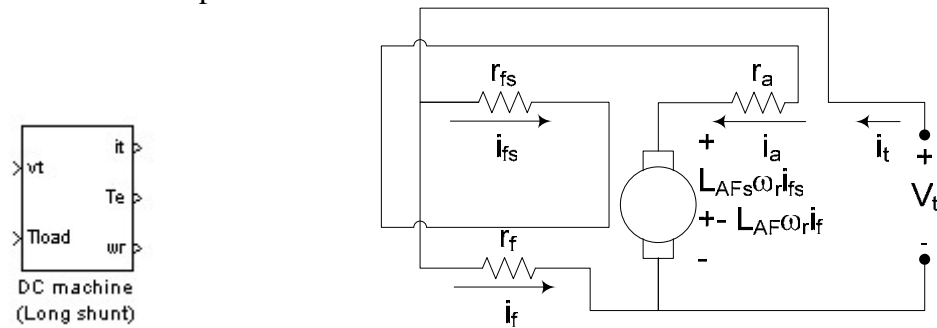 it
vt
Te
Tload
wr
DC machine
(Long shunt)
rfs
ifs
ra
ia
it
+
LAFsωrifs
+- LAFωrif
-
+
Vt
-
rf
if